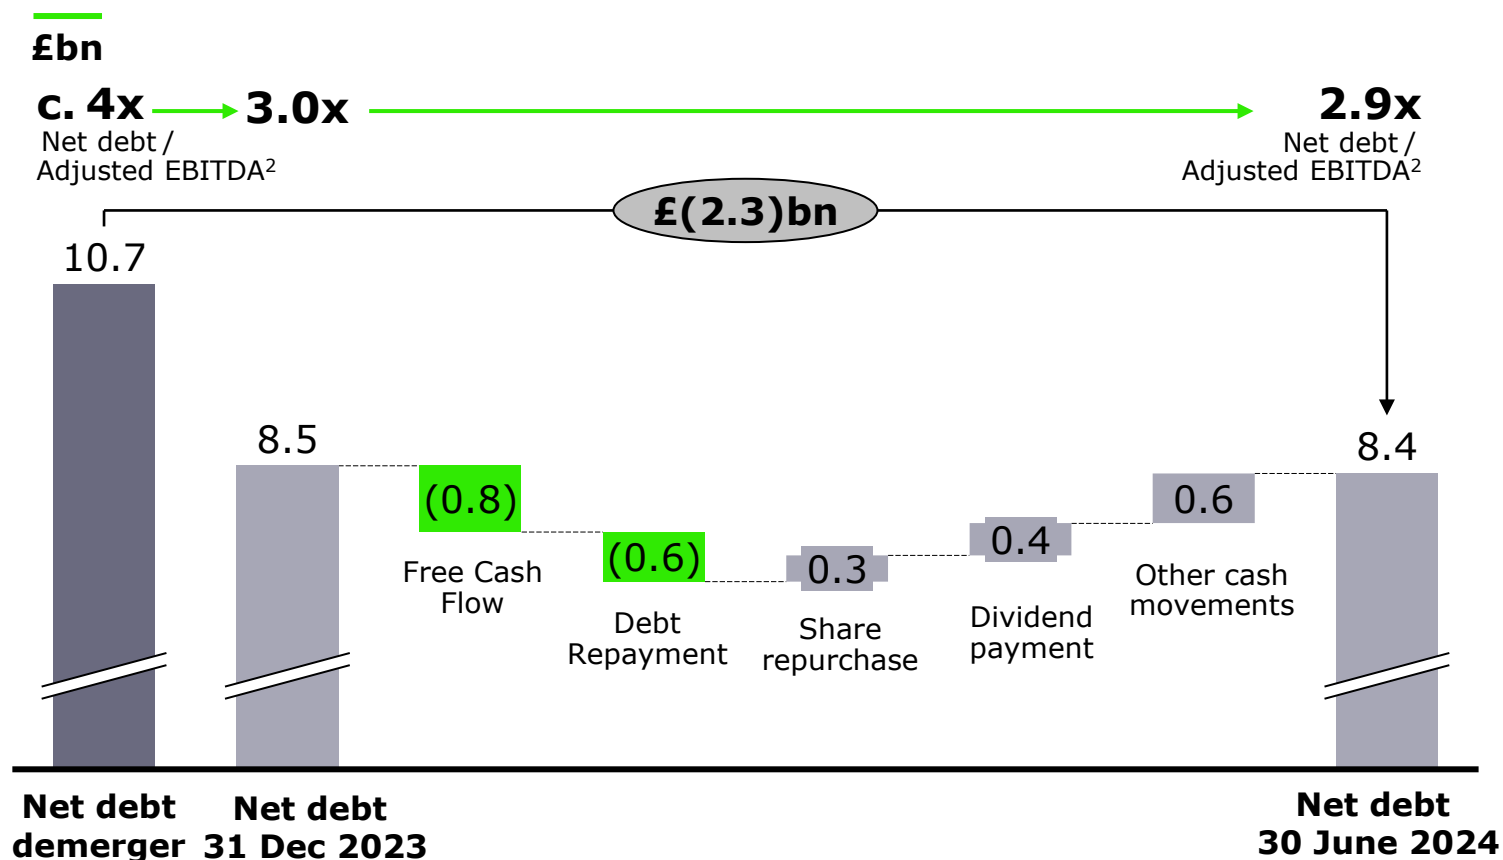 £bn
c. 4x
3.0x
2.9x
Net debt /
Adjusted EBITDA²
Net debt /
Adjusted EBITDA²
£(2.3)bn
10.7
8.5
(0.8)
(0.6)
0.3
0.4
0.6
8.4
Free Cash
Flow
Debt
Repayment
Share
repurchase
Dividend
payment
Other cash
movements
Net debt
demerger
Net debt
31 Dec 2023
Net debt
30 June 2024